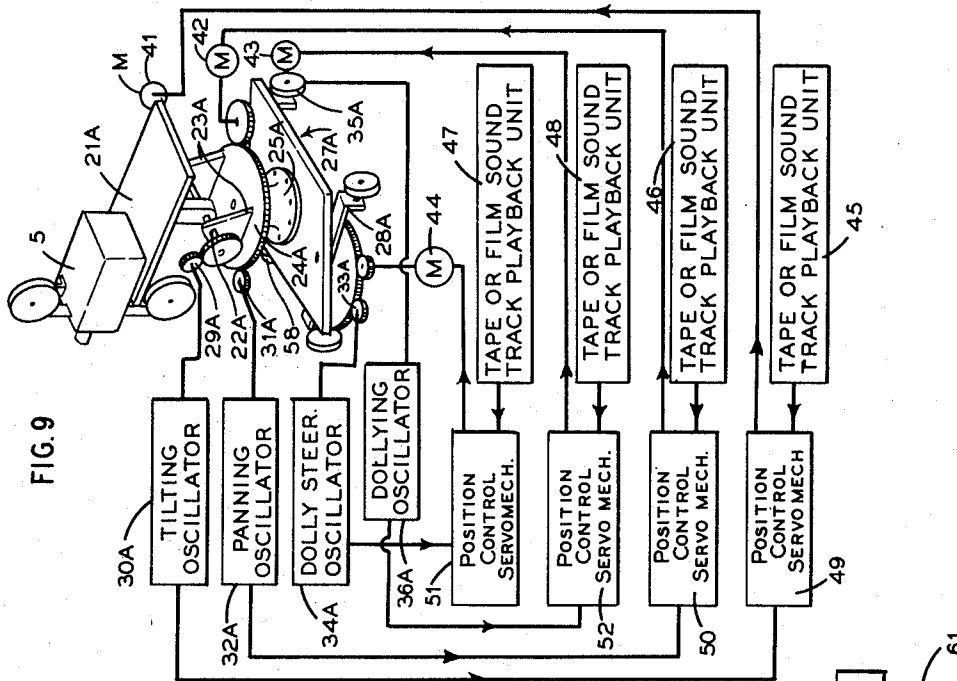 FIG. 9
5
21A
M
41
42
M
23A
43
M
29A
22A
31A
58
24A
25A
27A
35A
33A
28A
44
M
30A
TILTING
OSCILLATOR
32A
PANNING
OSCILLATOR
34A
DOLLY STEER.
OSCILLATOR
36A
DOLLYING
OSCILLATOR
51
POSITION
CONTROL
SERVOMECH.
47
TAPE OR FILM SOUND
TRACK PLAYBACK UNIT
52
POSITION
CONTROL
SERVO MECH.
48
TAPE OR FILM SOUND
TRACK PLAYBACK UNIT
50
POSITION
CONTROL
SERVO MECH.
46
TAPE OR FILM SOUND
TRACK PLAYBACK UNIT
49
POSITION
CONTROL
SERVO MECH
45
TAPE OR FILM SOUND
TRACK PLAYBACK UNIT
61